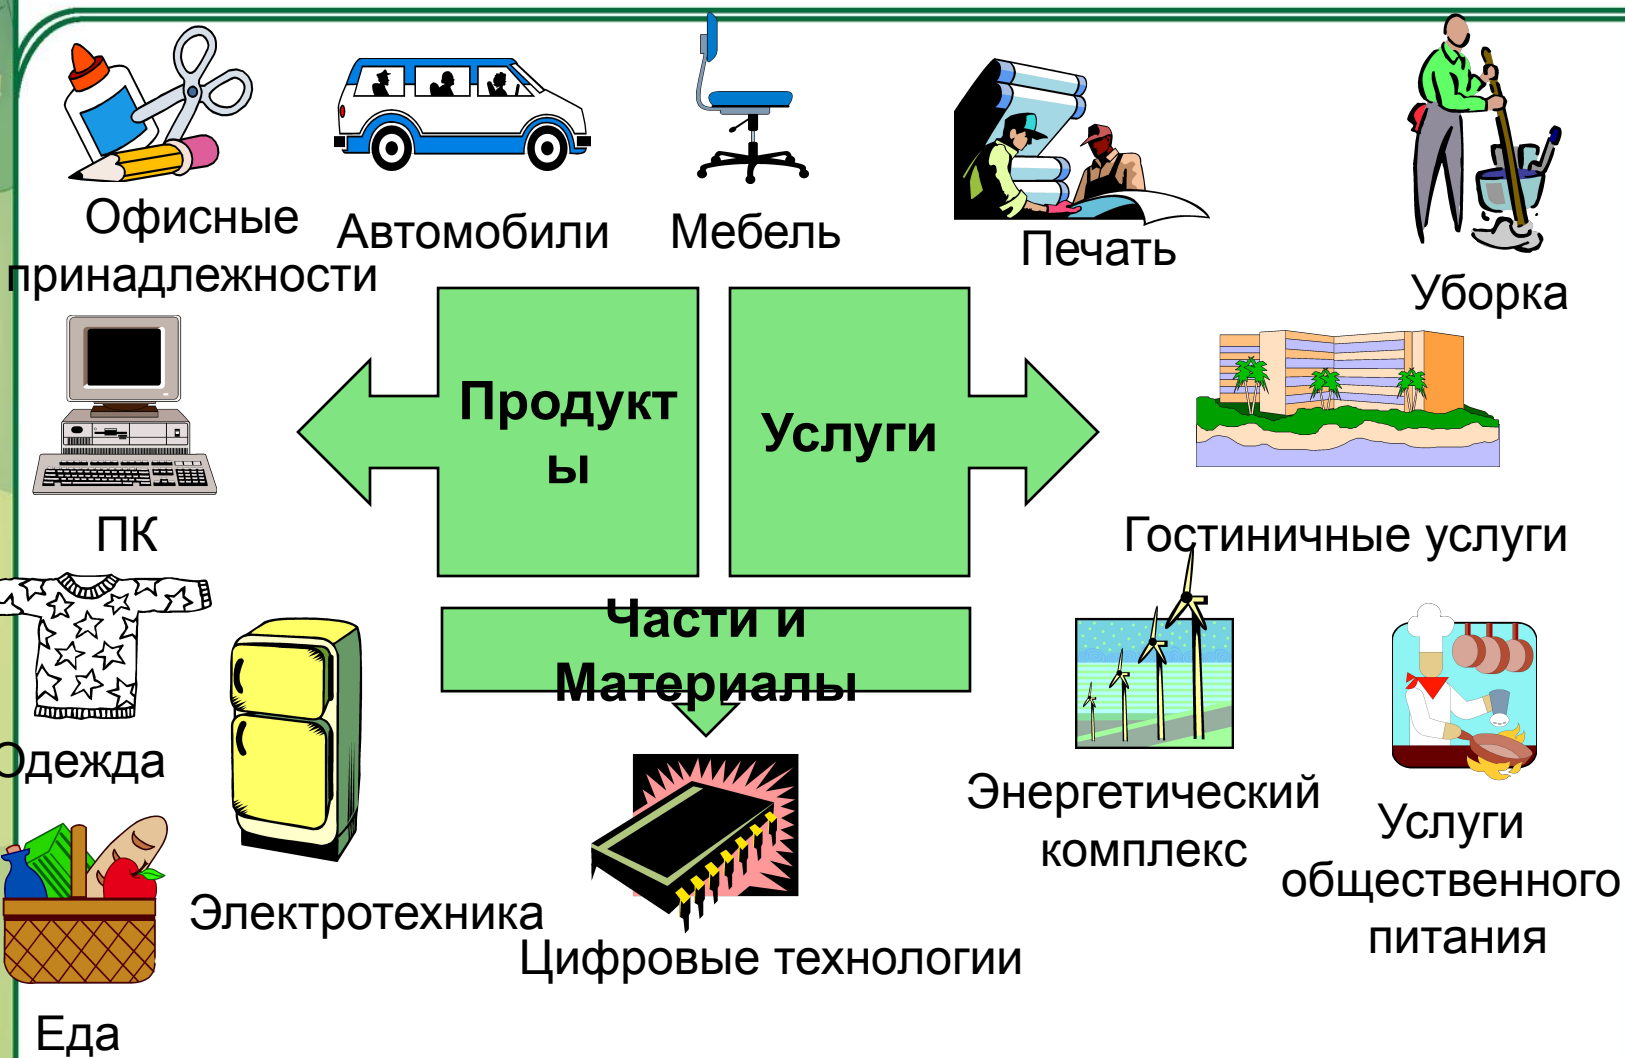 Офисные
принадлежности
Автомобили
Мебель
Печать
Уборка
Продукт
ы
Услуги
ПК
Гостиничные услуги
Части и
Материалы
Одежда
Электротехника
Цифровые технологии
Энергетический
комплекс
Услуги
общественного
питания
Еда